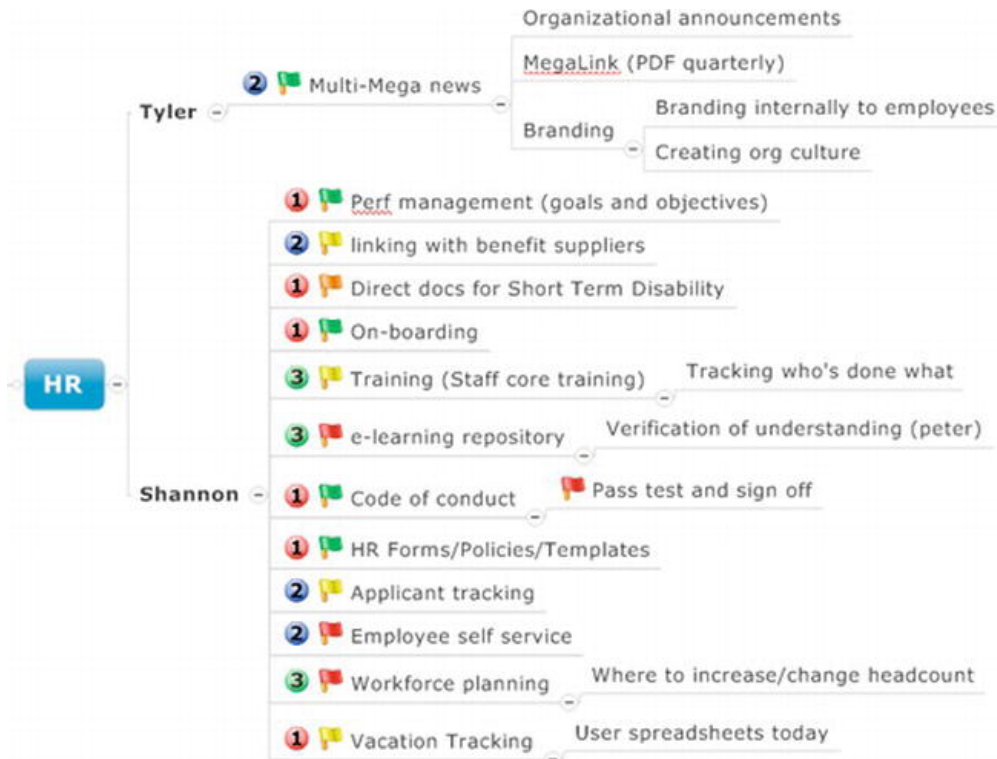 Organizational announcements
MegaLink (PDF quarterly)
2 Multi-Mega news
Tyler
Branding
Branding internally to employees
Creating org culture
1 Perf management (goals and objectives)
2 linking with benefit suppliers
1 Direct docs for Short Term Disability
1 On-boarding
HR
3 Training (Staff core training)
Tracking who's done what
3 e-learning repository
Verification of understanding (peter)
Shannon
1 Code of conduct
Pass test and sign off
1 HR Forms/Policies/Templates
2 Applicant tracking
2 Employee self service
3 Workforce planning
Where to increase/change headcount
1 Vacation Tracking
User spreadsheets today